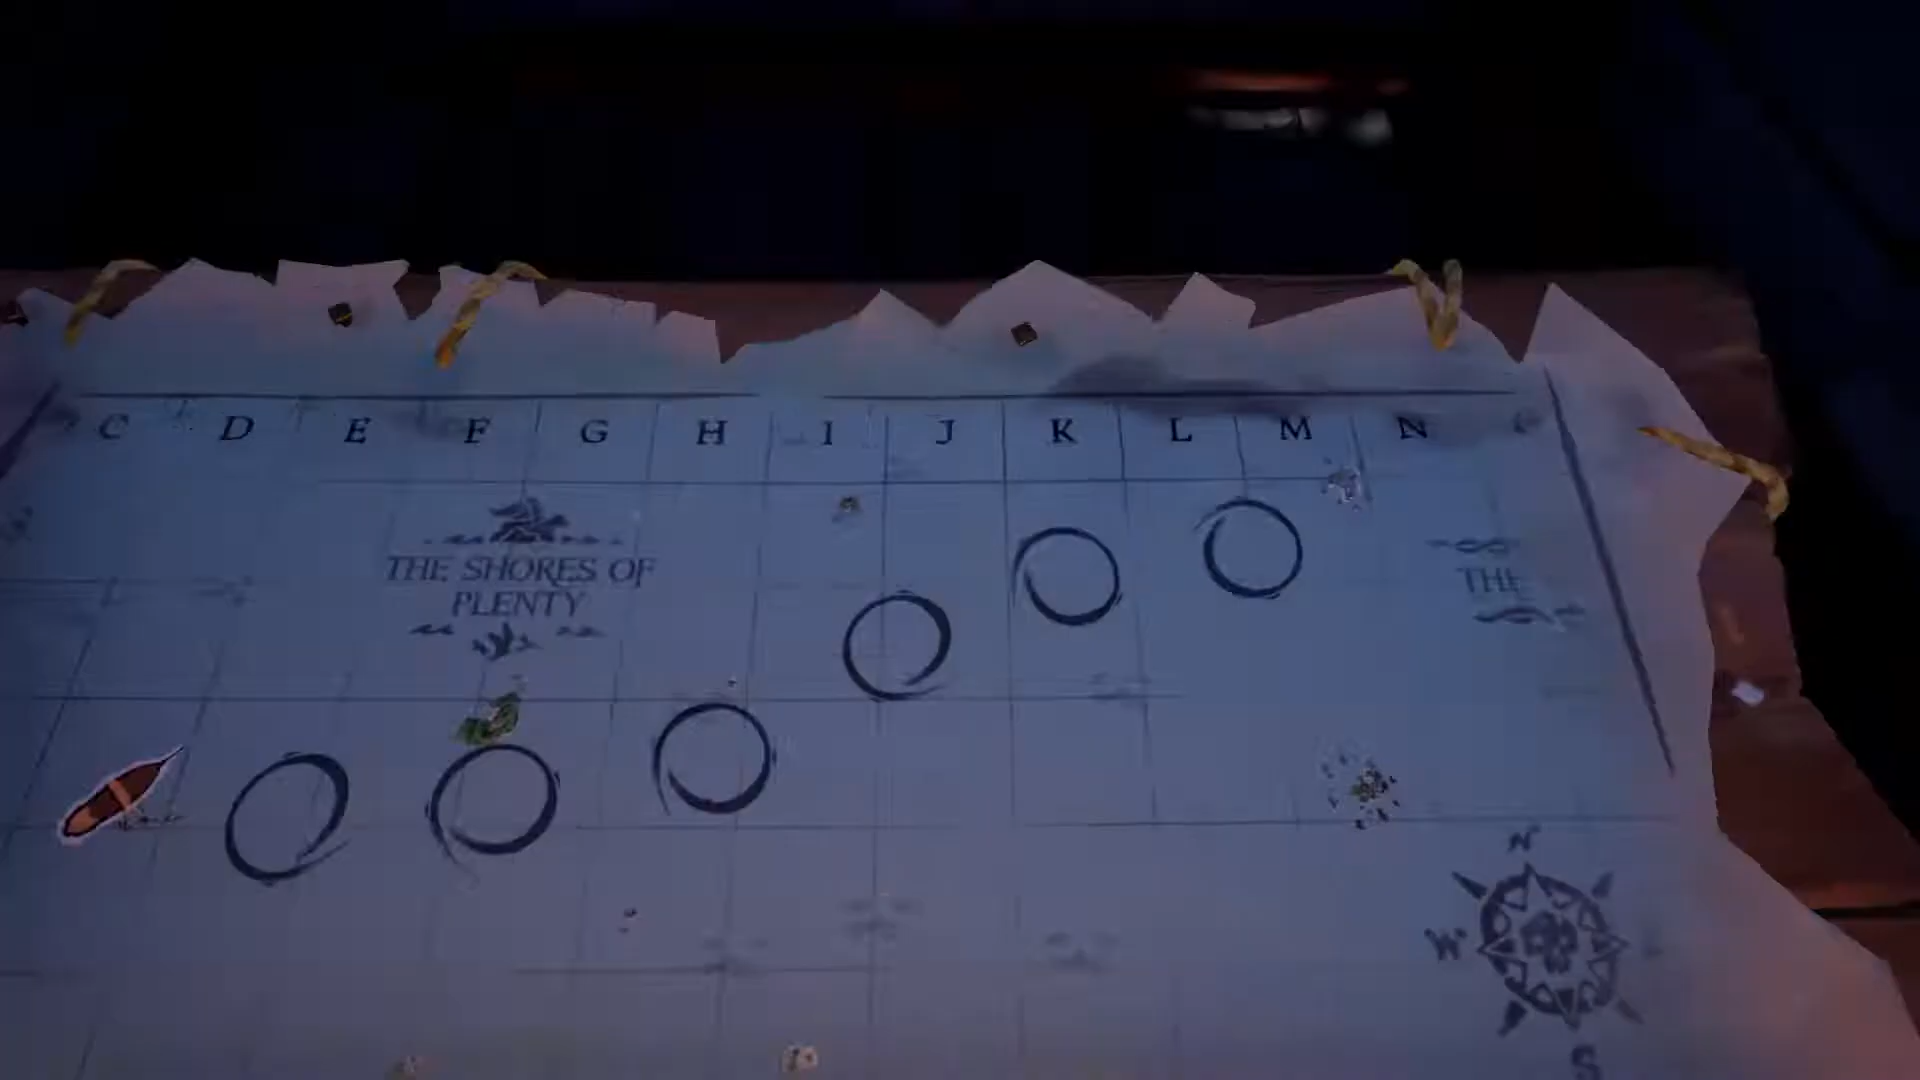 C D E F G H I J K L M N
THE SHORES OF
PLENTY
THE
N
W
S